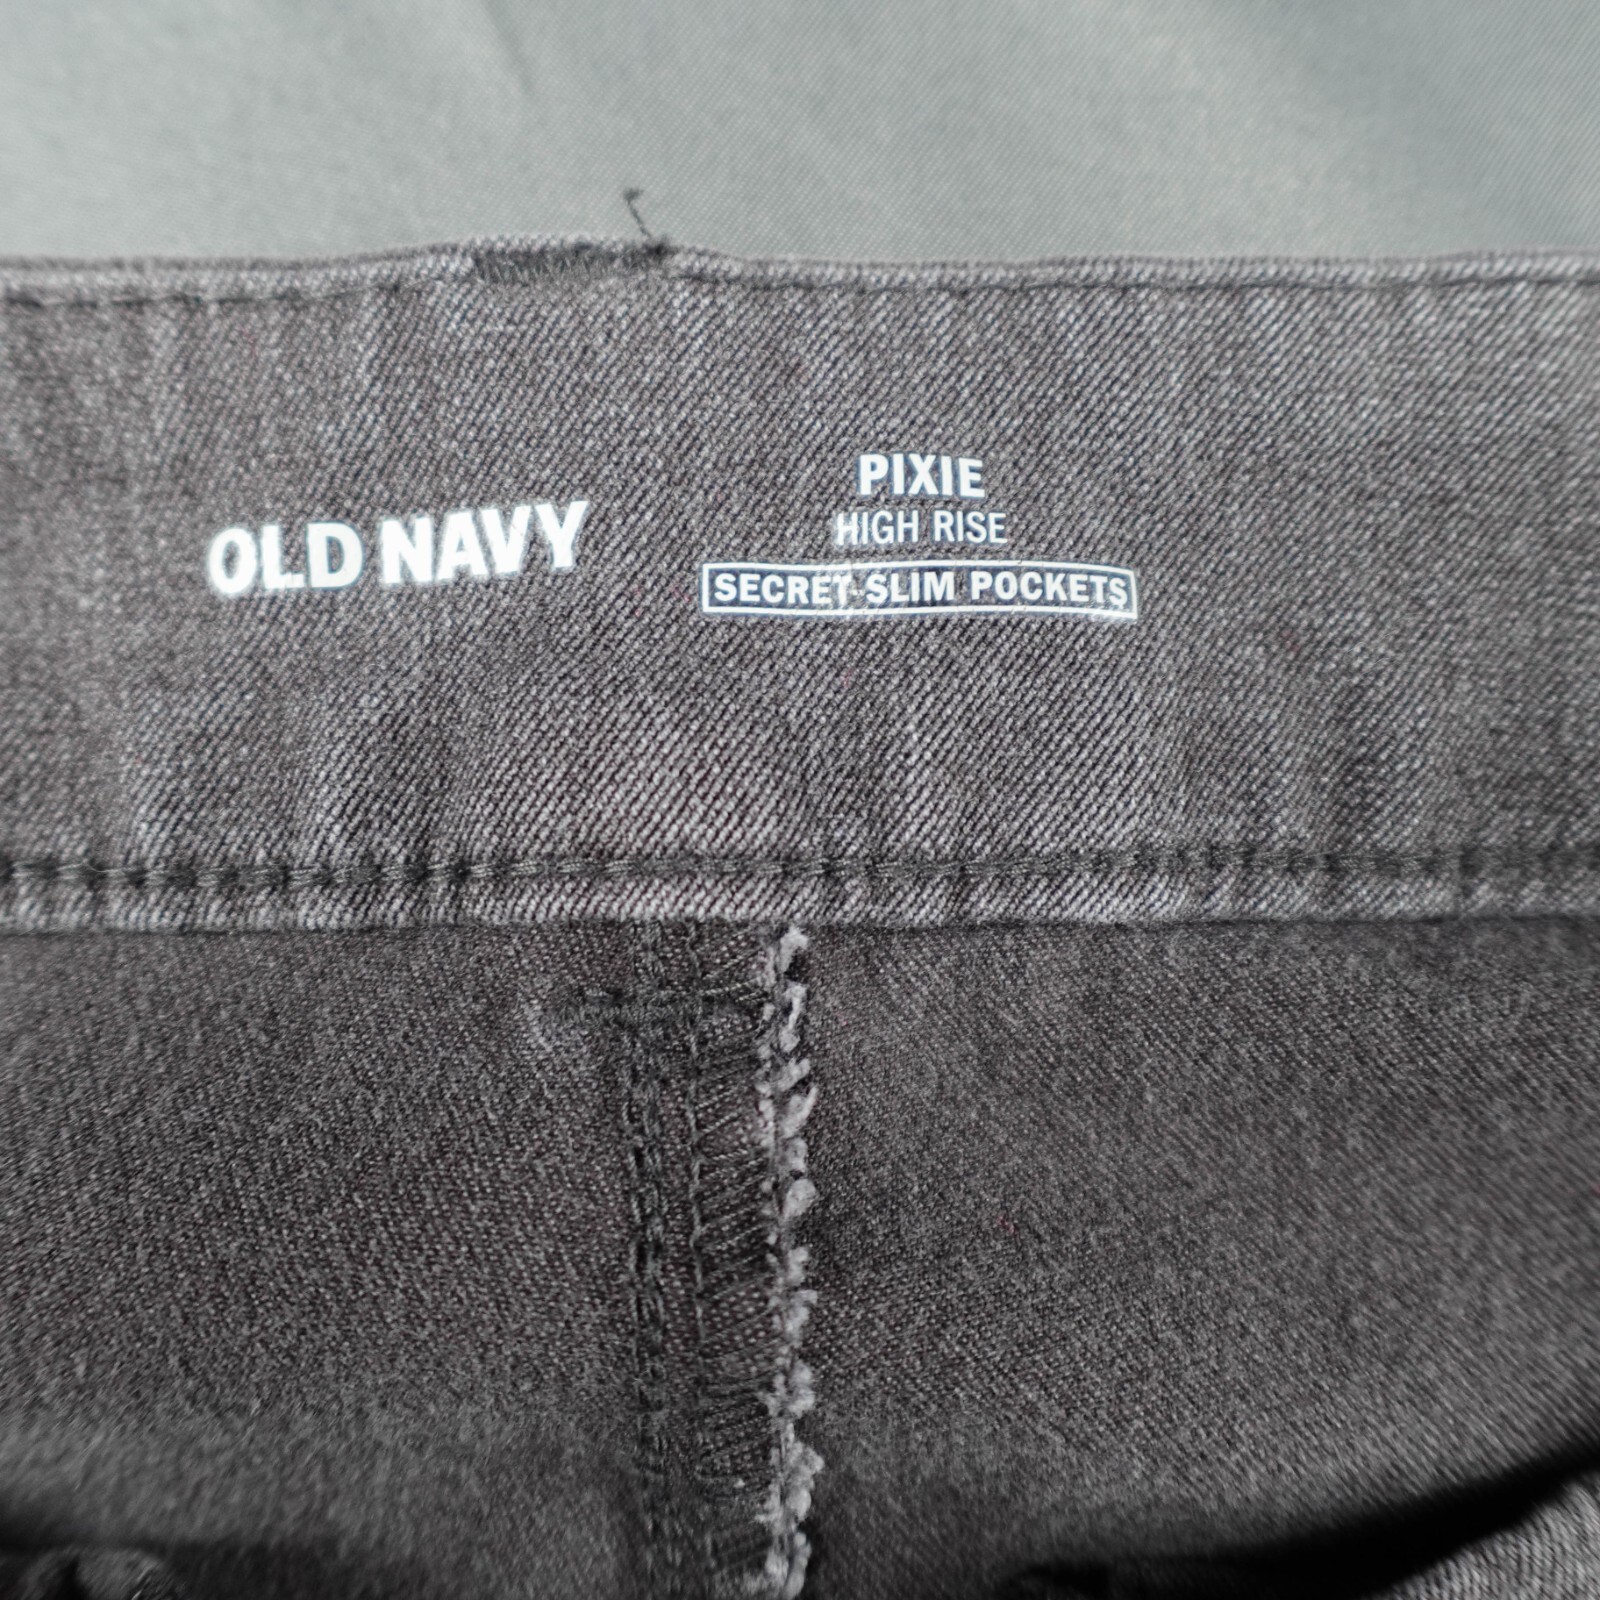 OLD NAVY
PIXIE
HIGH RISE
SECRET-SLIM POCKETS